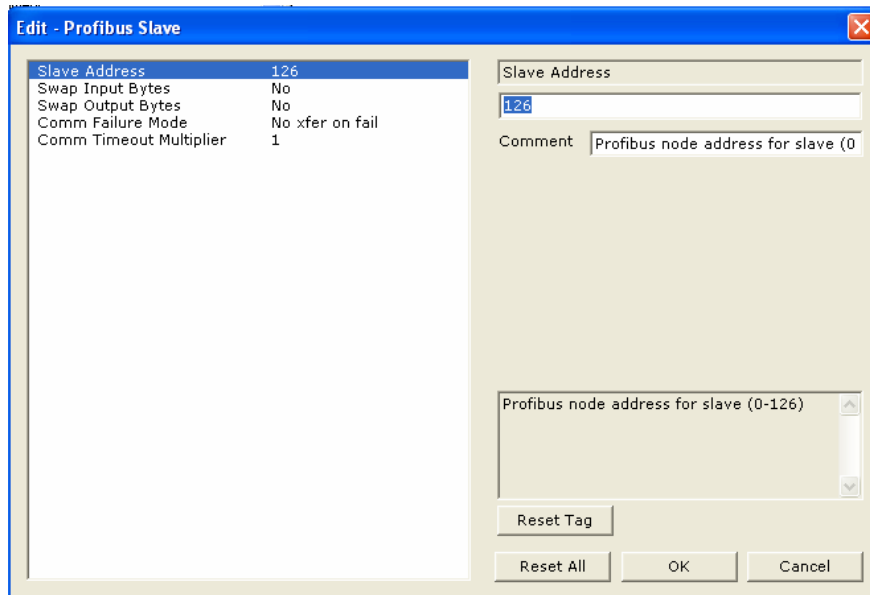 Edit - Profibus Slave
Slave Address 126
Swap Input Bytes No
Swap Output Bytes No
Comm Failure Mode No xfer on fail
Comm Timeout Multiplier 1
Slave Address
126
Comment Profibus node address for slave (0
Profibus node address for slave (0-126)
Reset Tag
Reset All OK Cancel